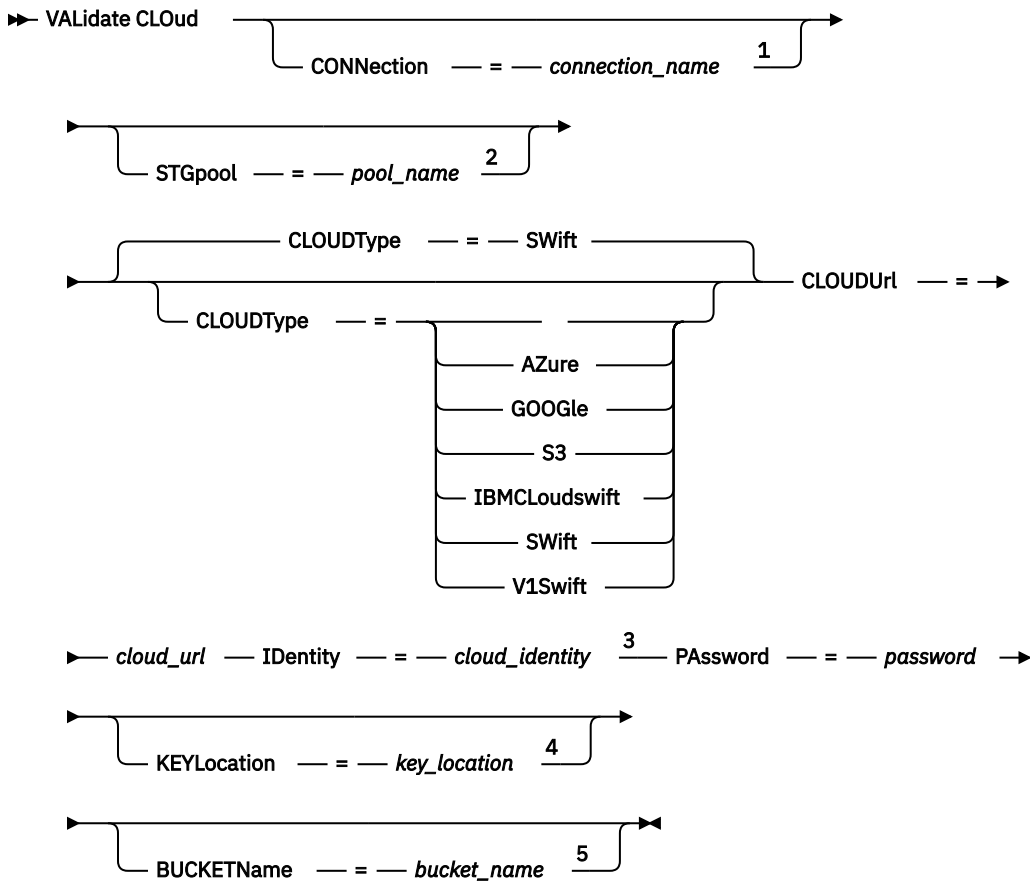 VALidate CLOud
CONNection = connection_name 1
STGpool = pool_name 2
CLOUDType = SWift
CLOUDUrl =
CLOUDType =
AZure
GOOGle
S3
IBMCLoudswift
SWift
V1Swift
cloud_url IDentity = cloud_identity 3 PAssword = password
KEYLocation = key_location 4
BUCKETName = bucket_name 5